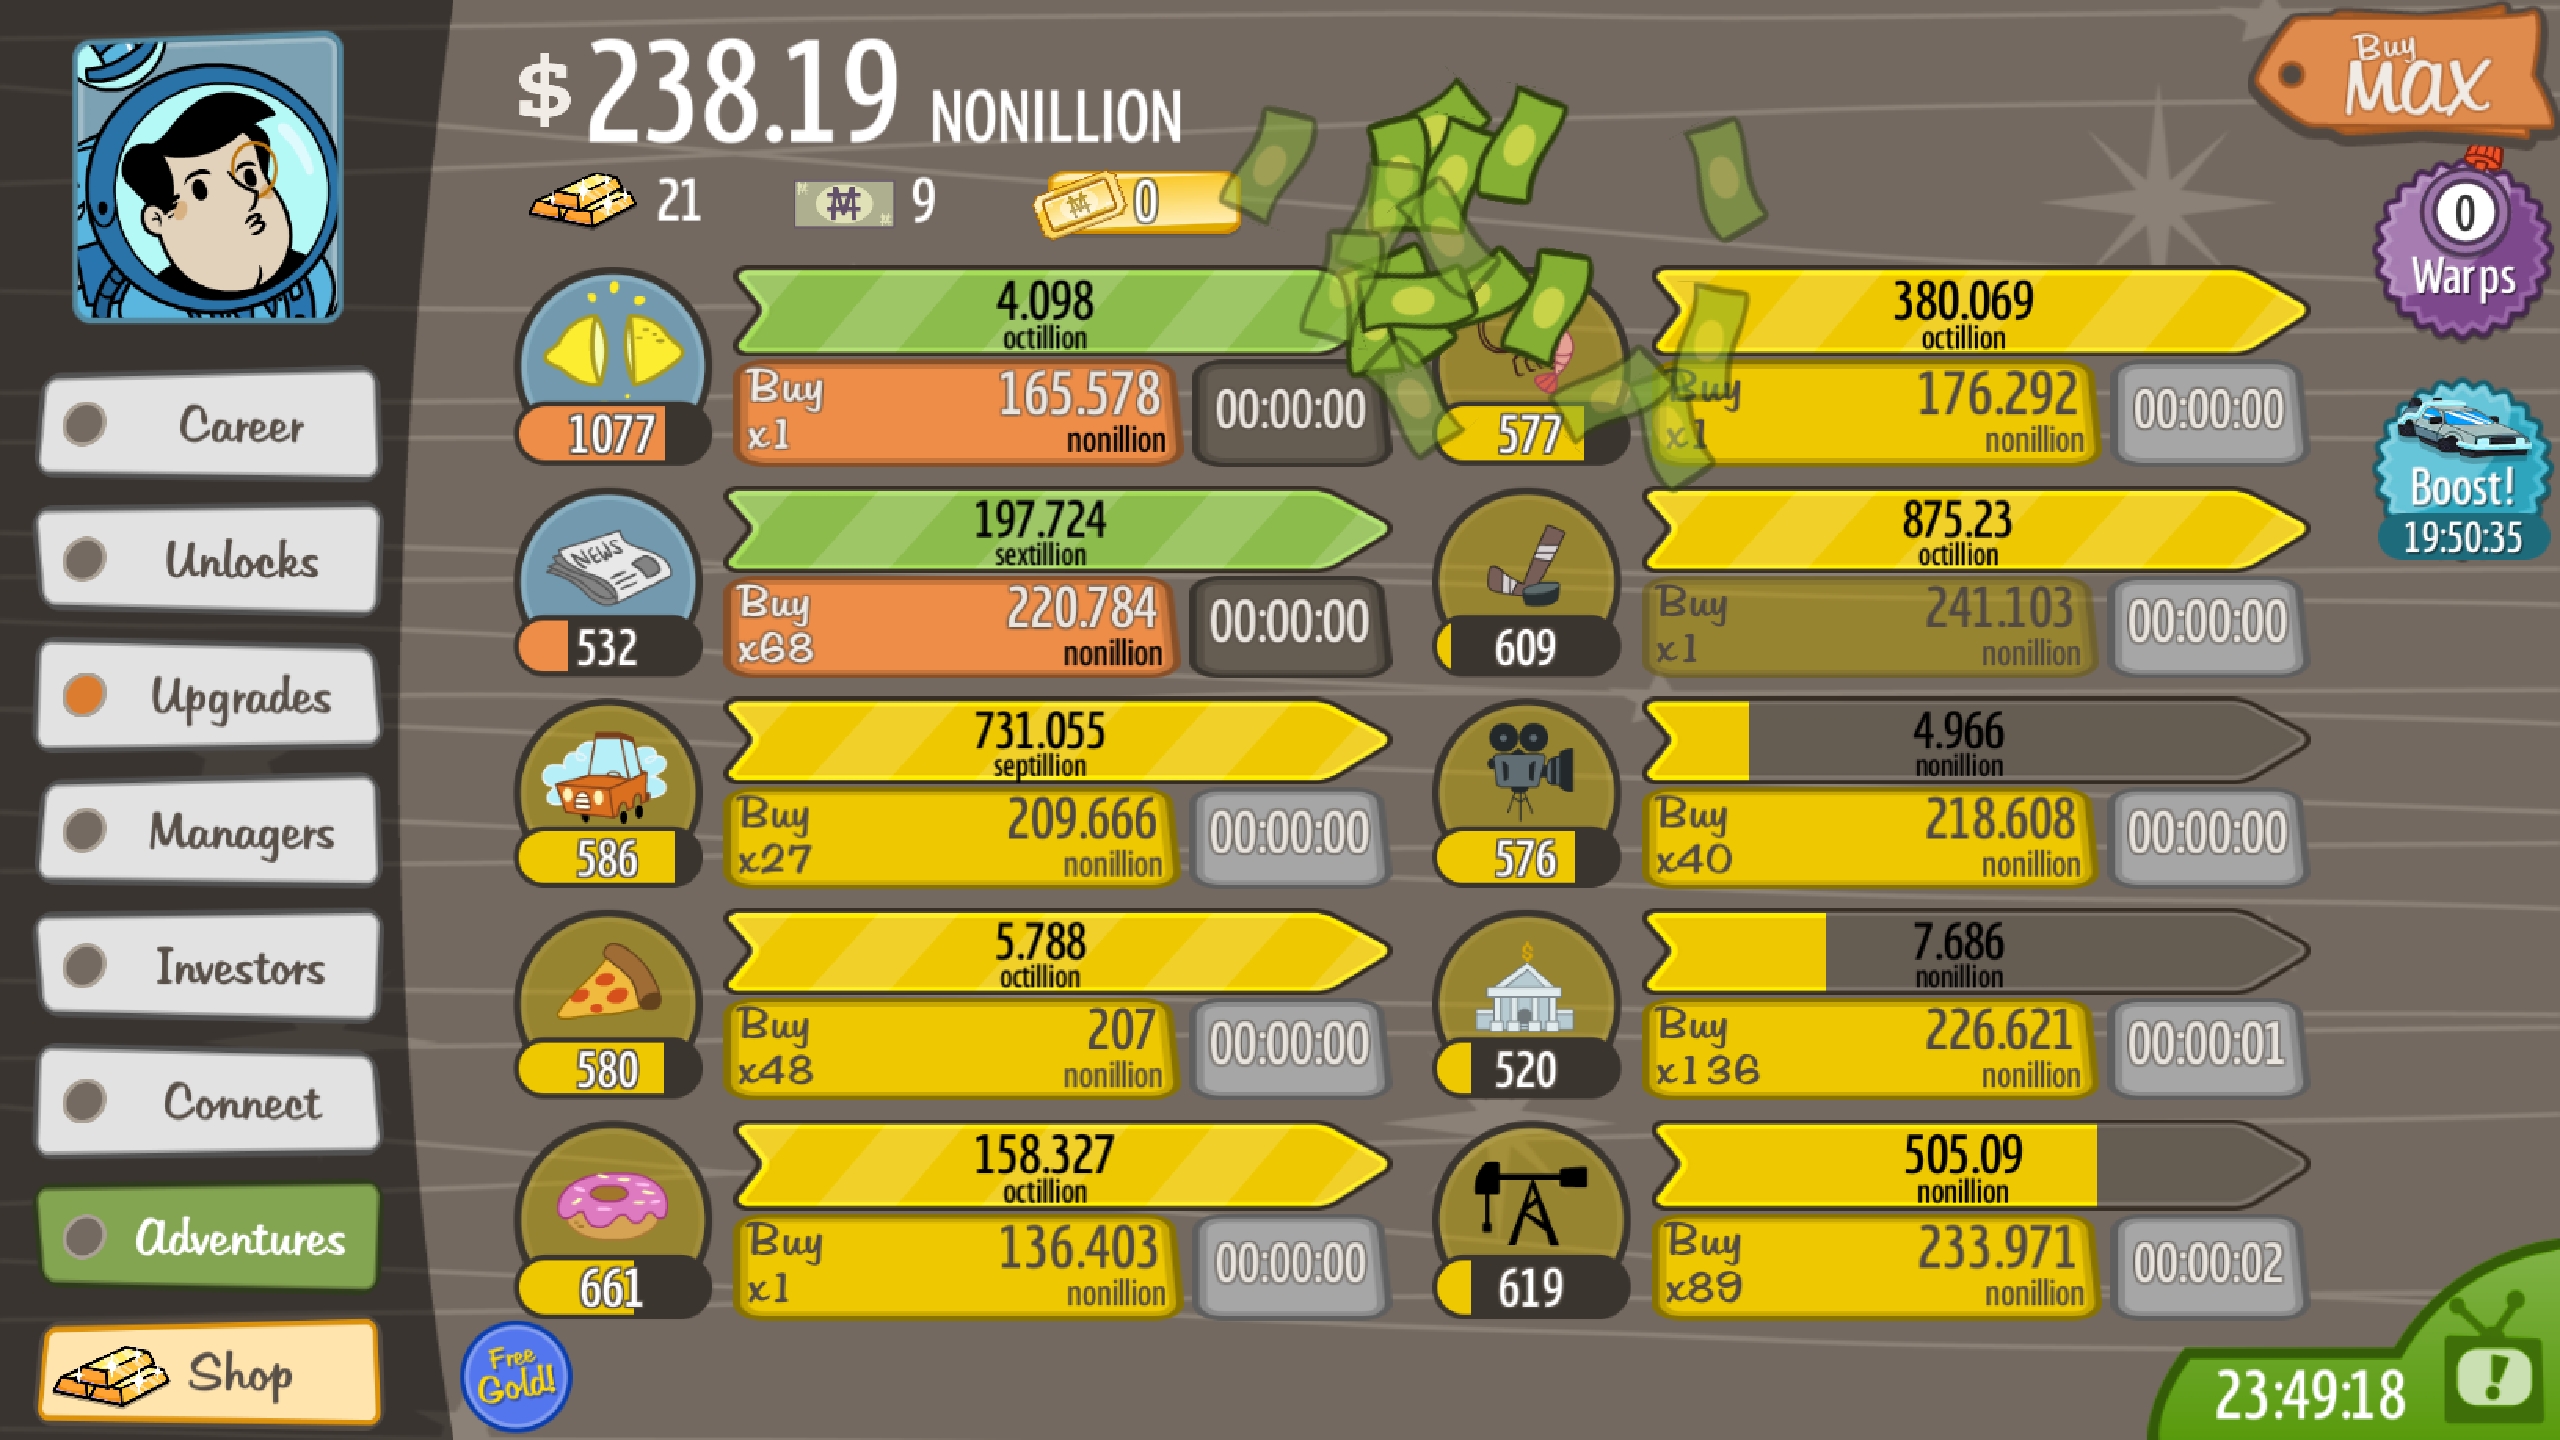 $238.19 NONILLION
21
9
0
Buy
MAX
0
Warps
Boost!
19:50:35
Career
Unlocks
Upgrades
Managers
Investors
Connect
Adventures
Shop
4.098
octillion
1077
Buy
x1
165.578
nonillion
00:00:00
NEWS
197.724
sextillion
532
Buy
x68
220.784
nonillion
00:00:00
731.055
septillion
586
Buy
x27
209.666
nonillion
00:00:00
5.788
octillion
580
Buy
x48
207
nonillion
00:00:00
158.327
octillion
661
Buy
x1
136.403
nonillion
00:00:00
380.069
octillion
577
Buy
x1
176.292
nonillion
00:00:00
875.23
octillion
609
Buy
x1
241.103
nonillion
00:00:00
4.966
nonillion
576
Buy
x40
218.608
nonillion
00:00:00
7.686
nonillion
520
Buy
x136
226.621
nonillion
00:00:01
505.09
nonillion
619
Buy
x89
233.971
nonillion
00:00:02
Free
Gold!
23:49:18